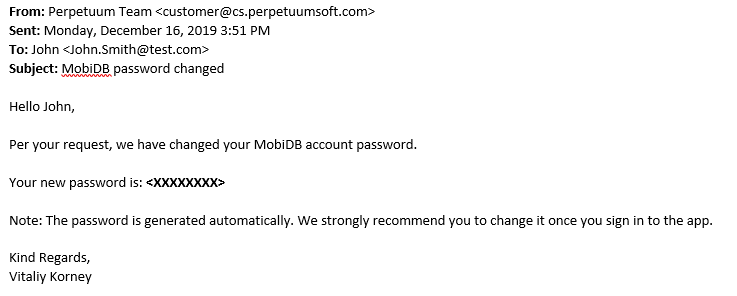 From: Perpetuum Team <customer@cs.perpetuumsoft.com>
Sent: Monday, December 16, 2019 3:51 PM
To: John <John.Smith@test.com>
Subject: MobiDB password changed
Hello John,
Per your request, we have changed your MobiDB account password.
Your new password is: <XXXXXXXX>
Note: The password is generated automatically. We strongly recommend you to change it once you sign in to the app.
Kind Regards,
Vitaliy Korney